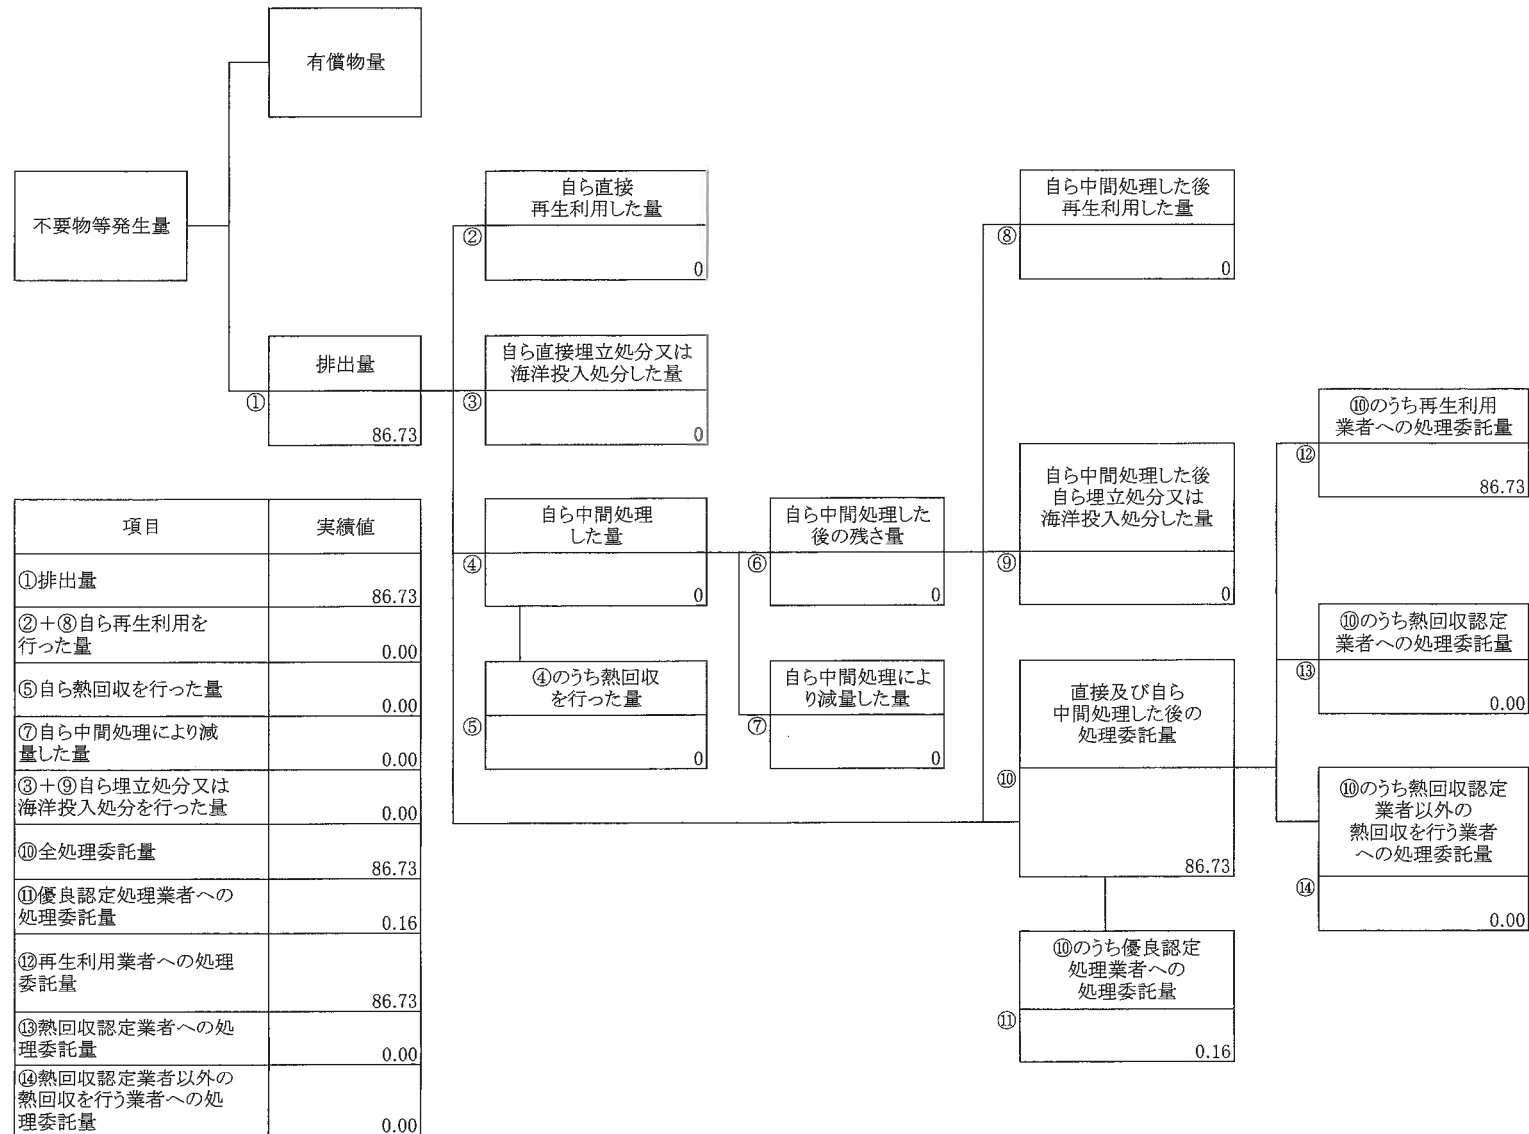 有償物量
不要物等発生量
自ら直接
再生利用した量
②
0
自ら中間処理した後
再生利用した量
⑧
0
排出量
①
86.73
自ら直接埋立処分又は
海洋投入処分した量
③
0
⑩のうち再生利用
業者への処理委託量
⑫
86.73
自ら中間処理
した量
④
0
自ら中間処理した
後の残さ量
⑥
0
自ら中間処理した後
自ら埋立処分又は
海洋投入処分した量
⑨
0
④のうち熱回収
を行った量
⑤
0
自ら中間処理によ
り減量した量
⑦
0
直接及び自ら
中間処理した後の
処理委託量
⑩
86.73
⑩のうち熱回収認定
業者への処理委託量
⑬
0.00
⑩のうち熱回収認定
業者以外の
熱回収を行う業者
への処理委託量
⑭
0.00
⑩のうち優良認定
処理業者への
処理委託量
⑪
0.16
項目 実績値
①排出量
86.73
②+⑧自ら再生利用を
行った量
0.00
⑤自ら熱回収を行った量
0.00
⑦自ら中間処理により減
量した量
0.00
③+⑨自ら埋立処分又は
海洋投入処分を行った量
0.00
⑩全処理委託量
86.73
⑪優良認定処理業者への
処理委託量
0.16
⑫再生利用業者への処理
委託量
86.73
⑬熱回収認定業者への処
理委託量
0.00
⑭熱回収認定業者以外の
熱回収を行う業者への処
理委託量
0.00